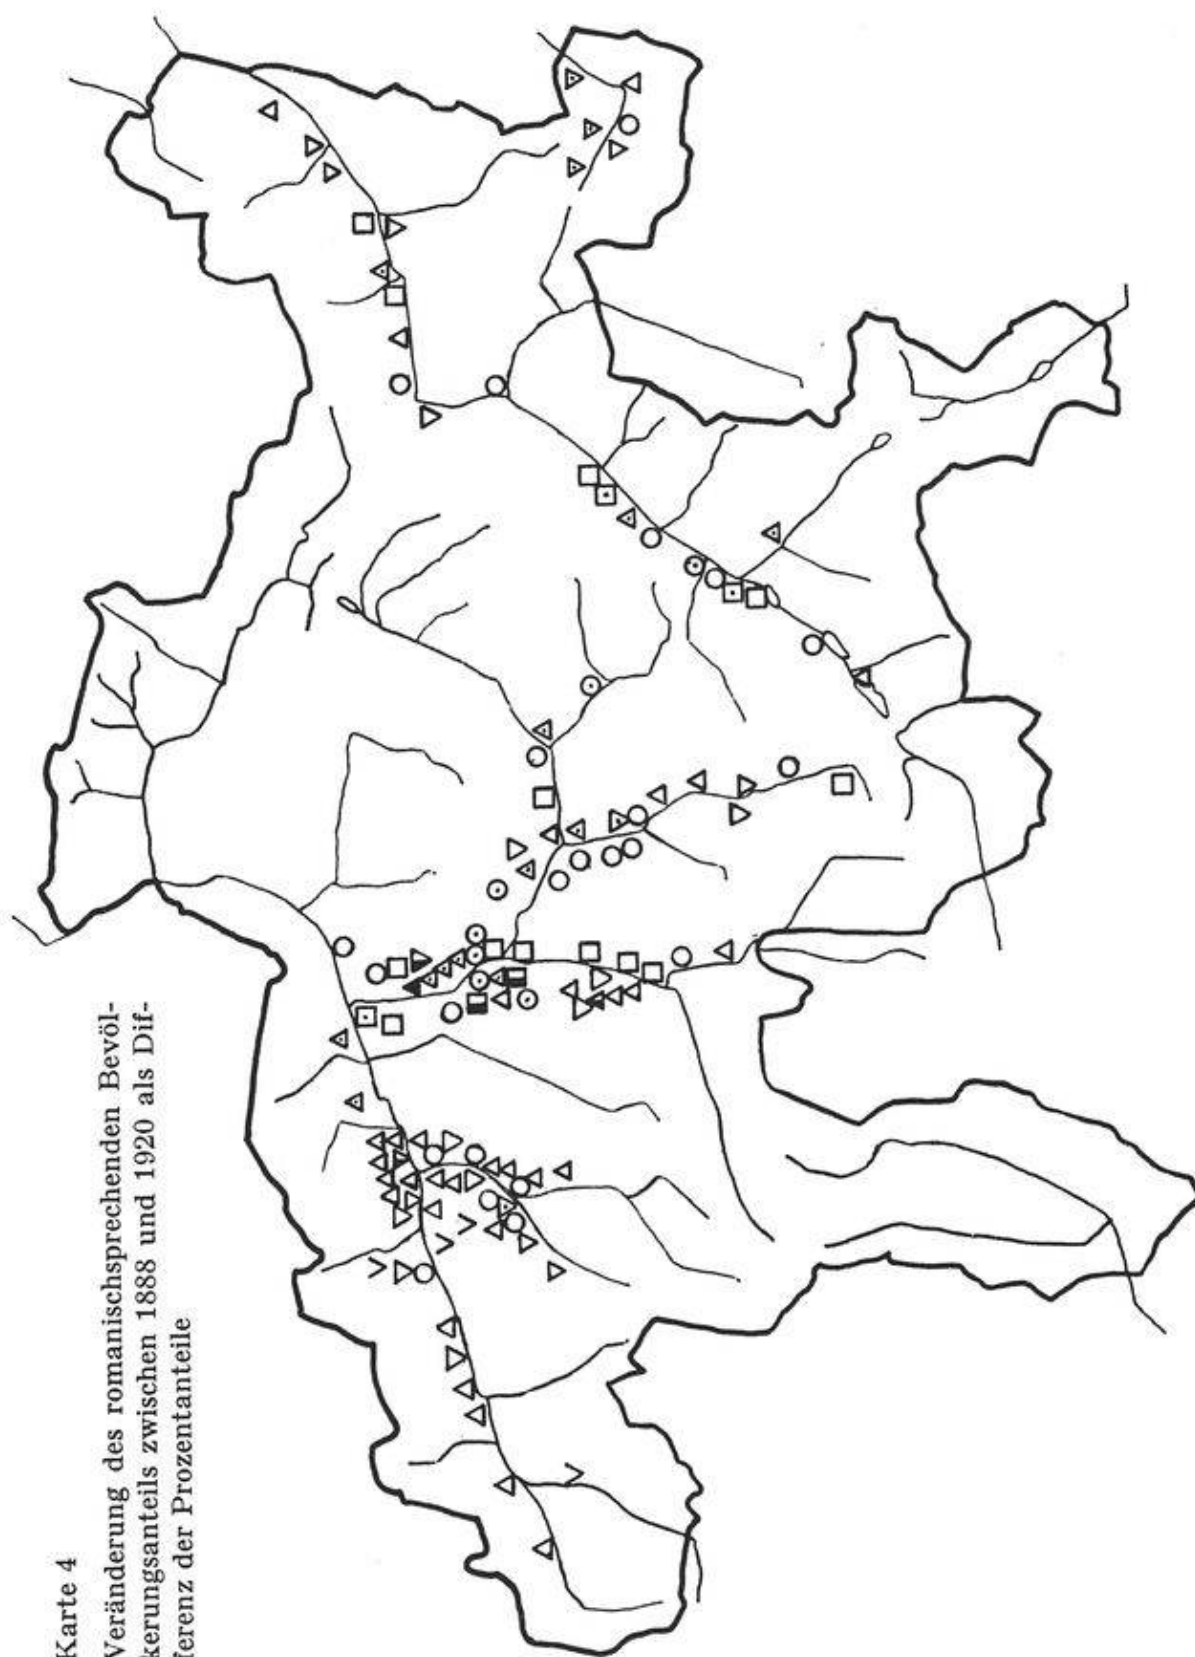 Karte 4
Veränderung des romanischsprechenden Bevöl-
kerungsanteils zwischen 1888 und 1920 als Dif-
ferenz der Prozentanteile